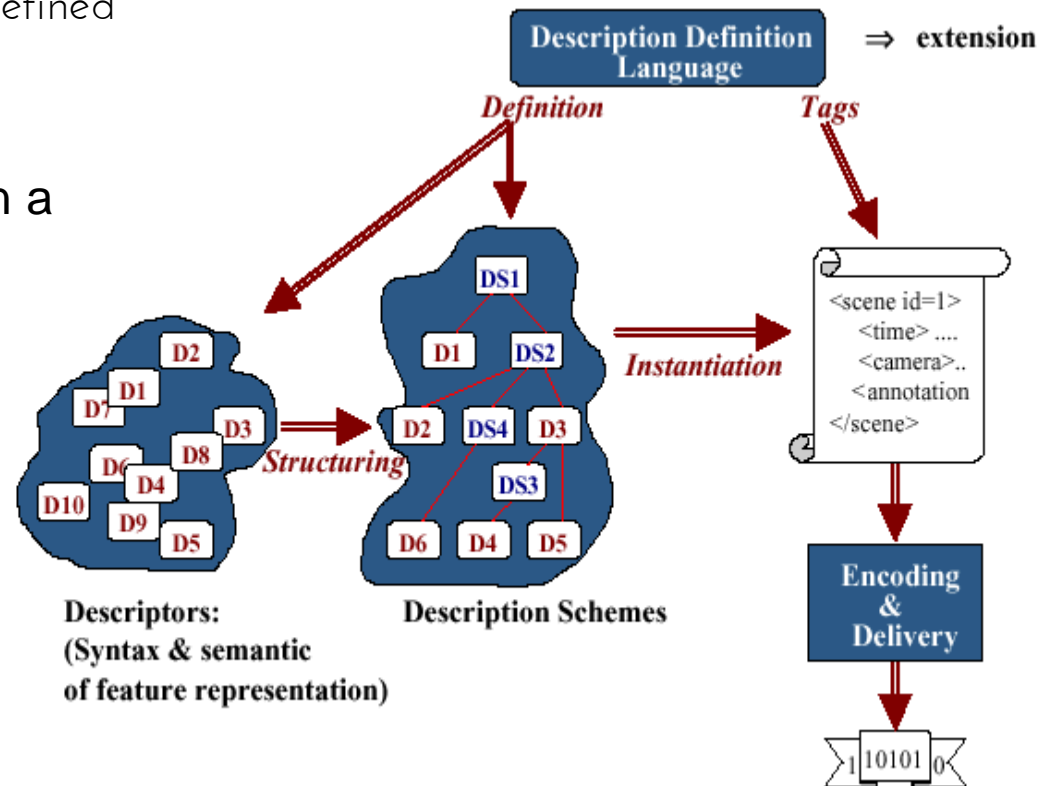 efined
Description Definition
Language
⇒ extension
Definition
Tags
n a
DS1
D1
DS2
D2
DS4
D3
DS3
D6
D4
D5
Instantiation
<scene id=1>
<time> ....
<camera>..
<annotation
</scene>
D2
D1
D7
D3
D8
D6
D4
D10
D9
D5
Structuring
Descriptors:
(Syntax & semantic
of feature representation)
Description Schemes
Encoding
&
Delivery
1 10101 0